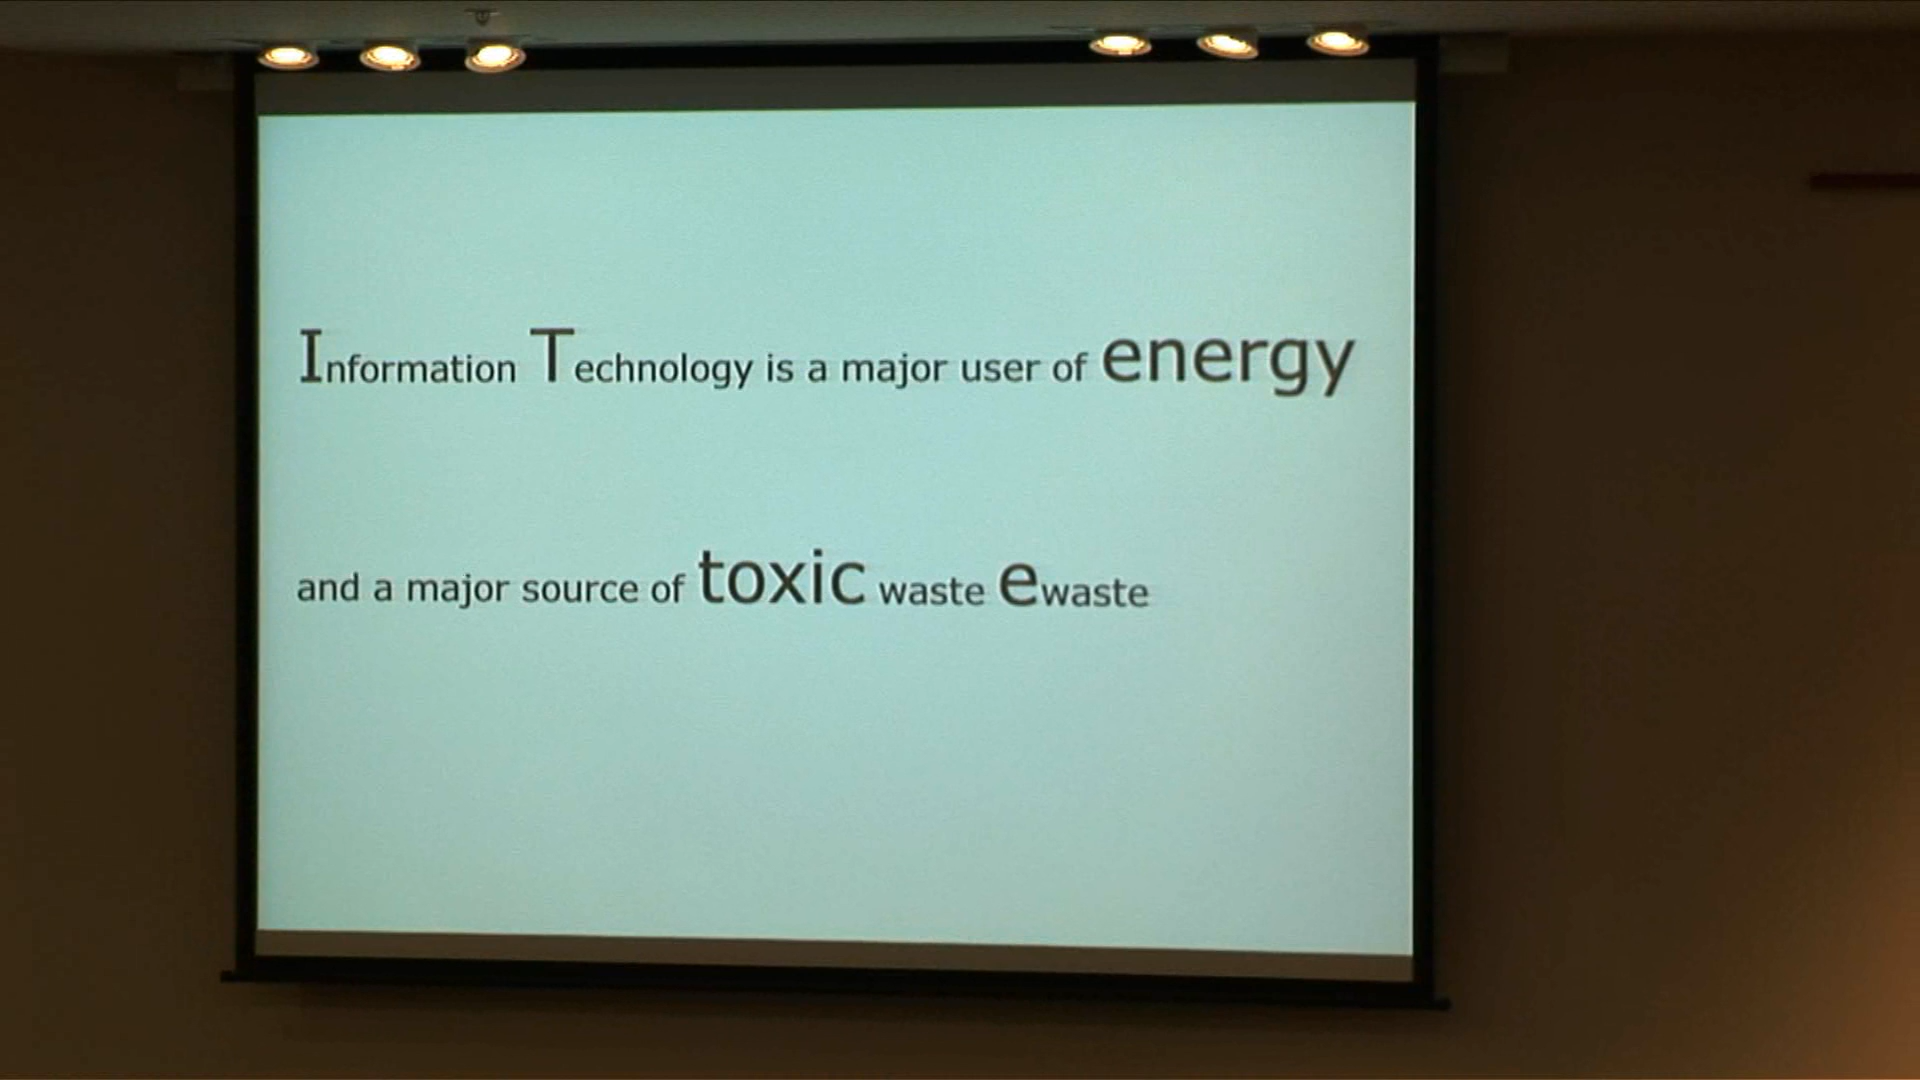 Information Technology is a major user of energy
and a major source of toxic waste ewaste